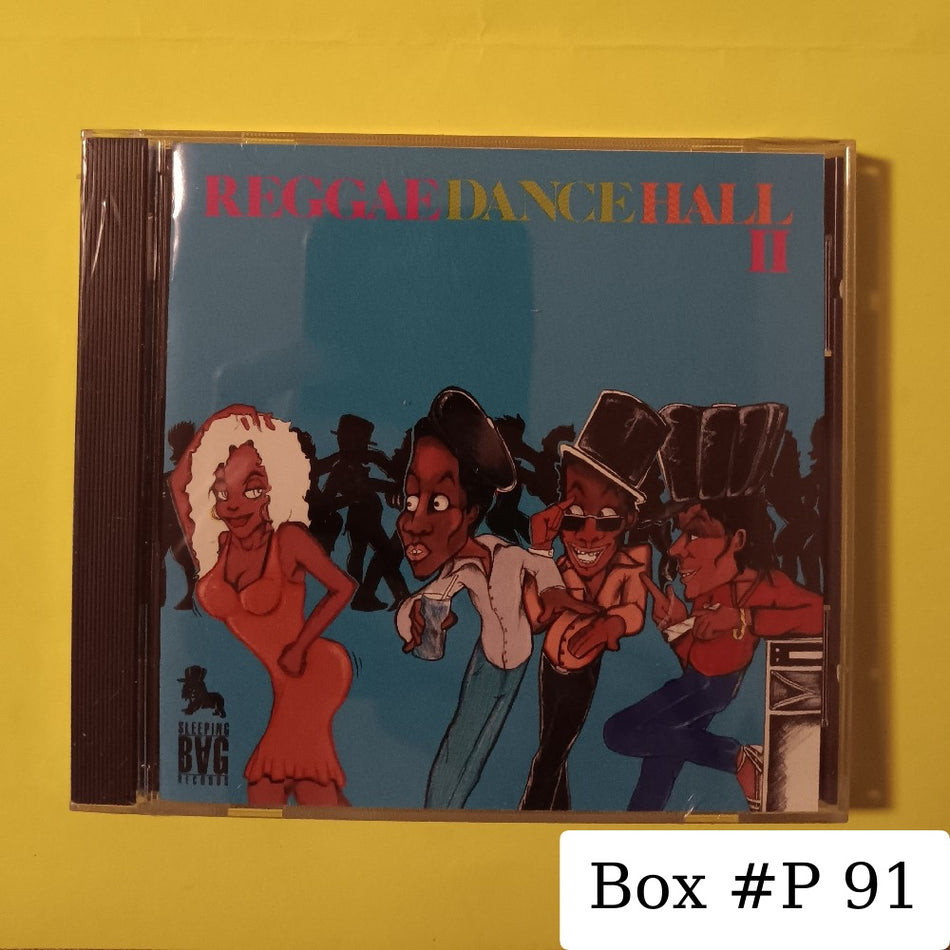 REGGAE DANCE HALL
II
SLEEPING
BAG
RECORDS
Box #P 91